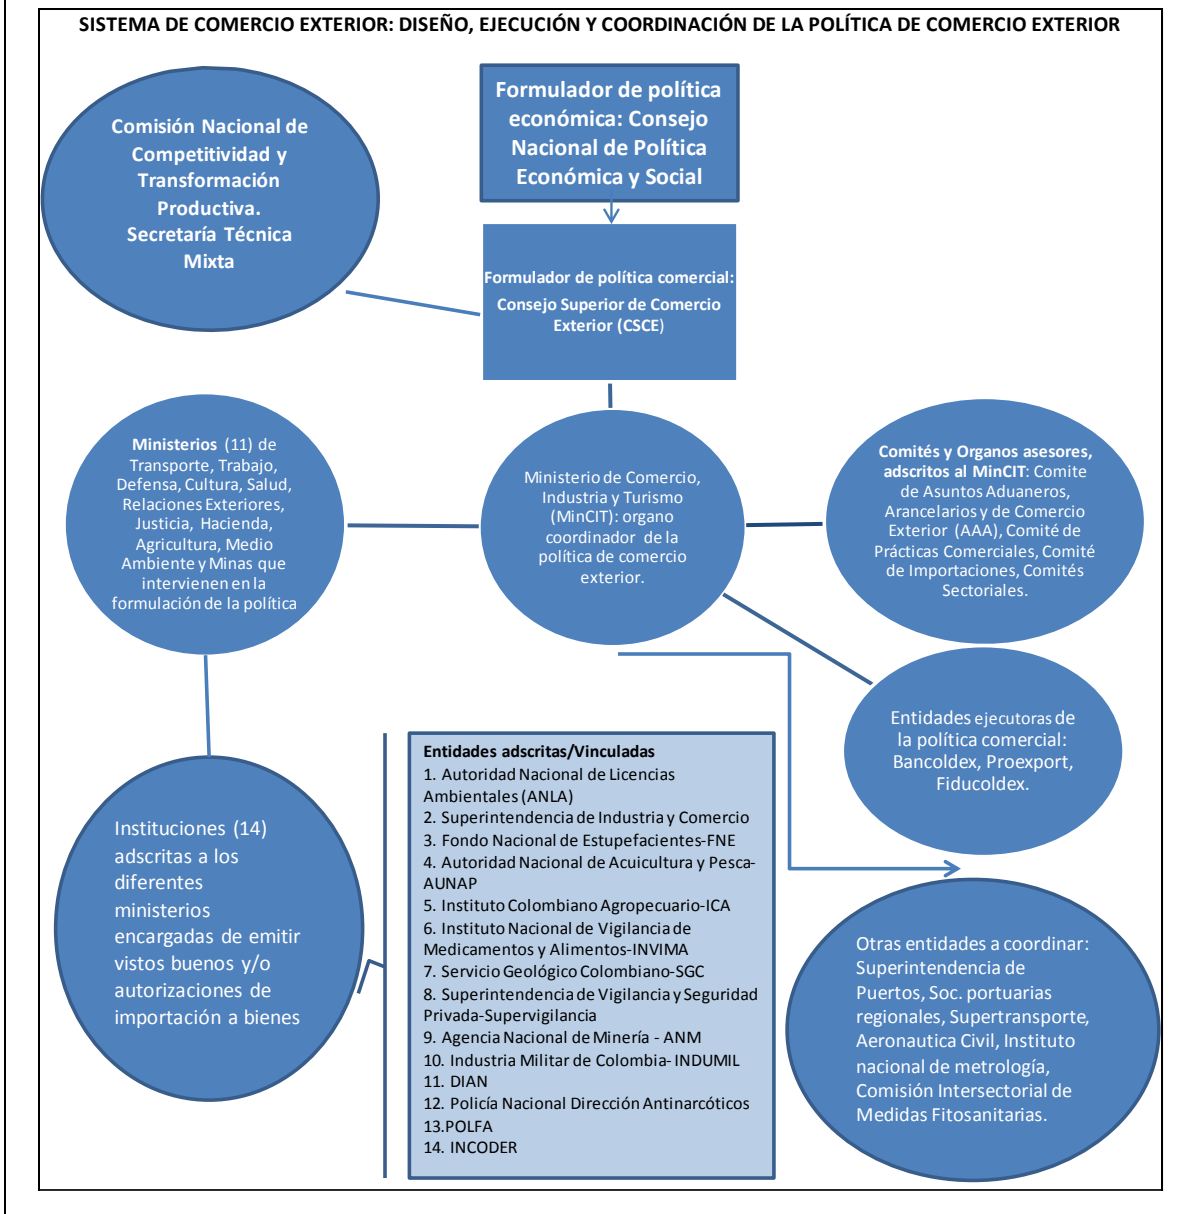 SISTEMA DE COMERCIO EXTERIOR: DISEÑO, EJECUCIÓN Y COORDINACIÓN DE LA POLÍTICA DE COMERCIO EXTERIOR
Comisión Nacional de
Competitividad y
Transformación
Productiva.
Secretaría Técnica
Mixta
Formulador de política
económica: Consejo
Nacional de Política
Económica y Social
Formulador de política comercial:
Consejo Superior de Comercio
Exterior (CSCE)
Ministerios (11) de
Transporte, Trabajo,
Defensa, Cultura, Salud,
Relaciones Exteriores,
Justicia, Hacienda,
Agricultura, Medio
Ambiente y Minas que
intervienen en la
formulación de la política
Ministerio de Comercio,
Industria y Turismo
(MinCIT): organo
coordinador de la
política de comercio
exterior.
Comités y Organos asesores,
adscritos al MinCIT: Comite
de Asuntos Aduaneros,
Arancelarios y de Comercio
Exterior (AAA), Comité de
Prácticas Comerciales, Comité
de Importaciones, Comités
Sectoriales.
Entidades ejecutoras de
la política comercial:
Bancoldex, Proexport,
Fiducoldex.
Instituciones (14)
adscritas a los
diferentes
ministerios
encargadas de emitir
vistos buenos y/o
autorizaciones de
importación a bienes
Entidades adscritas/Vinculadas
1. Autoridad Nacional de Licencias
Ambientales (ANLA)
2. Superintendencia de Industria y Comercio
3. Fondo Nacional de Estupefacientes-FNE
4. Autoridad Nacional de Acuicultura y Pesca-
AUNAP
5. Instituto Colombiano Agropecuario-ICA
6. Instituto Nacional de Vigilancia de
Medicamentos y Alimentos-INVIMA
7. Servicio Geológico Colombiano-SGC
8. Superintendencia de Vigilancia y Seguridad
Privada-Supervigilancia
9. Agencia Nacional de Minería - ANM
10. Industria Militar de Colombia- INDUMIL
11. DIAN
12. Policía Nacional Dirección Antinarcóticos
13.POLFA
14. INCODER
Otras entidades a coordinar:
Superintendencia de
Puertos, Soc. portuarias
regionales, Supertransporte,
Aeronautica Civil, Instituto
nacional de metrología,
Comisión Intersectorial de
Medidas Fitosanitarias.